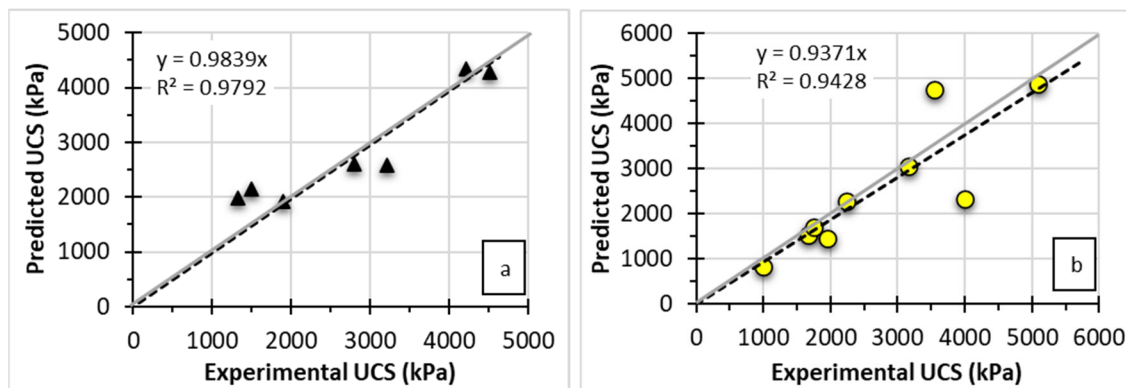 5000
4000
3000
2000
1000
0
Predicted UCS (kPa)
y = 0.9839x
R² = 0.9792
a
0 1000 2000 3000 4000 5000
Experimental UCS (kPa)
6000
5000
4000
3000
2000
1000
0
Predicted UCS (kPa)
y = 0.9371x
R² = 0.9428
b
0 1000 2000 3000 4000 5000 6000
Experimental UCS (kPa)